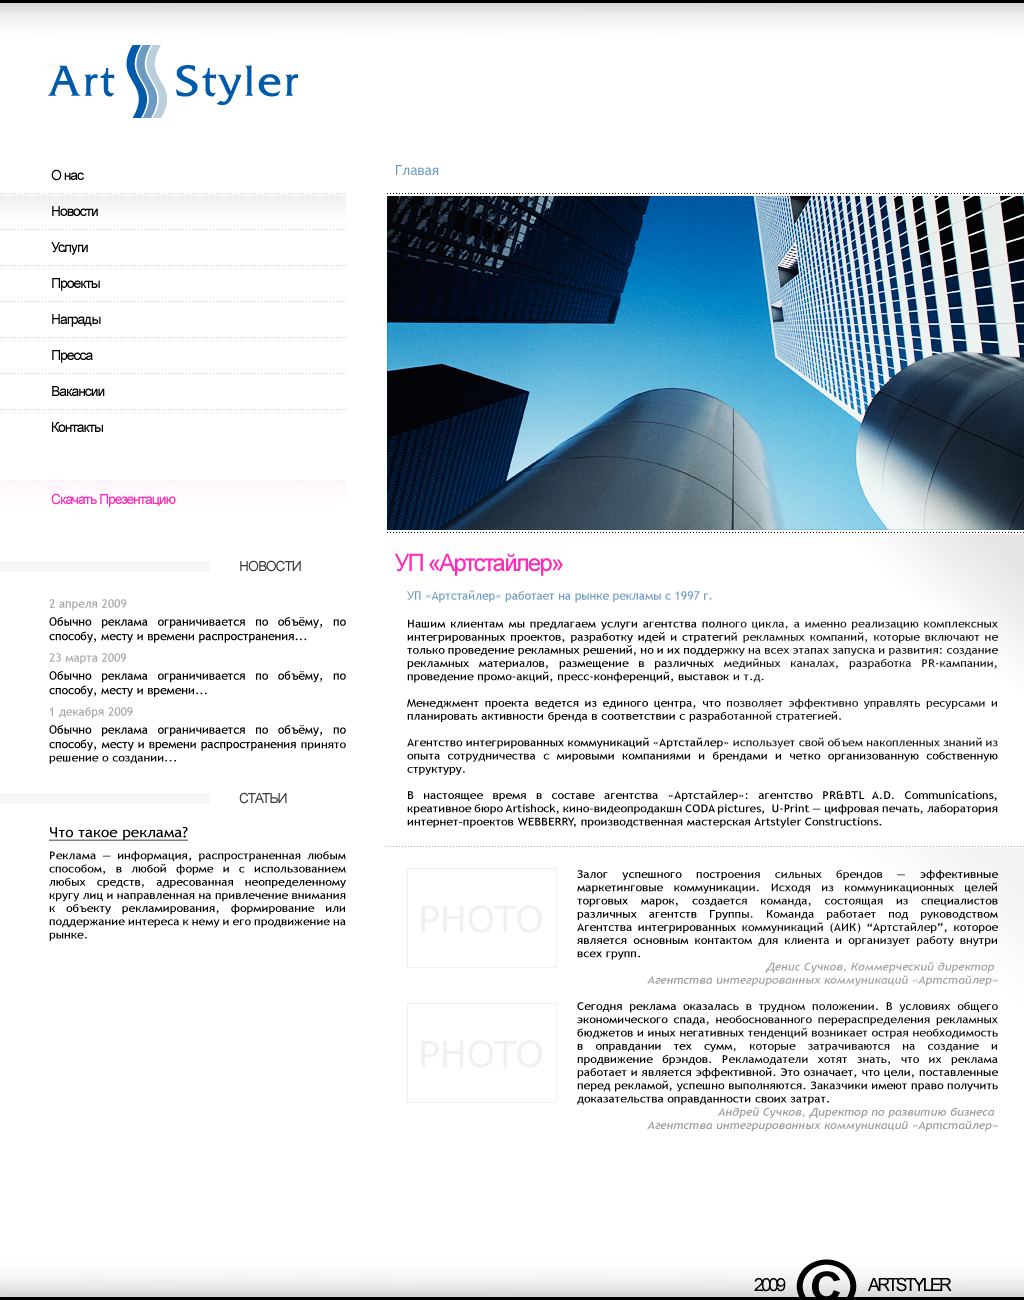 Art Styler
О нас
Новости
Услуги
Проекты
Награды
Пресса
Вакансии
Контакты
Скачать Презентацию
НОВОСТИ
2 апреля 2009
Обычно реклама ограничивается по объёму, по
способу, месту и времени распространения...
23 марта 2009
Обычно реклама ограничивается по объёму, по
способу, месту и времени...
1 декабря 2009
Обычно реклама ограничивается по объёму, по
способу, месту и времени распространения принято
решение о создании...
СТАТЬИ
Что такое реклама?
Реклама — информация, распространенная любым
способом, в любой форме и с использованием
любых средств, адресованная неопределенному
кругу лиц и направленная на привлечение внимания
к объекту рекламирования, формирование или
поддержание интереса к нему и его продвижение на
рынке.
Главая
УП «Артстайлер»
УП «Артстайлер» работает на рынке рекламы с 1997 г.
Нашим клиентам мы предлагаем услуги агентства полного цикла, а именно реализацию комплексных
интегрированных проектов, разработку идей и стратегий рекламных компаний, которые включают не
только проведение рекламных решений, но и их поддержку на всех этапах запуска и развития: создание
рекламных материалов, размещение в различных медийных каналах, разработка PR-кампании,
проведение промо-акций, пресс-конференций, выставок и т.д.
Менеджмент проекта ведется из единого центра, что позволяет эффективно управлять ресурсами и
планировать активности бренда в соответствии с разработанной стратегией.
Агентство интегрированных коммуникаций «Артстайлер» использует свой объем накопленных знаний из
опыта сотрудничества с мировыми компаниями и брендами и четко организованную собственную
структуру.
В настоящее время в составе агентства «Артстайлер»: агентство PR&BTL A.D. Communications,
креативное бюро Artishock, кино-видеопродакшн CODA pictures, U-Print — цифровая печать, лаборатория
интернет-проектов WEBBERRY, производственная мастерская Artstyler Constructions.
PHOTO
Залог успешного построения сильных брендов — эффективные
маркетинговые коммуникации. Исходя из коммуникационных целей
торговых марок, создается команда, состоящая из специалистов
различных агентств Группы. Команда работает под руководством
Агентства интегрированных коммуникаций (АИК) “Артстайлер”, которое
является основным контактом для клиента и организует работу внутри
всех групп.
Денис Сучков, Коммерческий директор
Агентства интегрированных коммуникаций «Артстайлер»
PHOTO
Сегодня реклама оказалась в трудном положении. В условиях общего
экономического спада, необоснованного перераспределения рекламных
бюджетов и иных негативных тенденций возникает острая необходимость
в оправдании тех сумм, которые затрачиваются на создание и
продвижение брэндов. Рекламодатели хотят знать, что их реклама
работает и является эффективной. Это означает, что цели, поставленные
перед рекламой, успешно выполняются. Заказчики имеют право получить
доказательства оправданности своих затрат.
Андрей Сучков, Директор по развитию бизнеса
Агентства интегрированных коммуникаций «Артстайлер»
2009 © ARTSTYLER